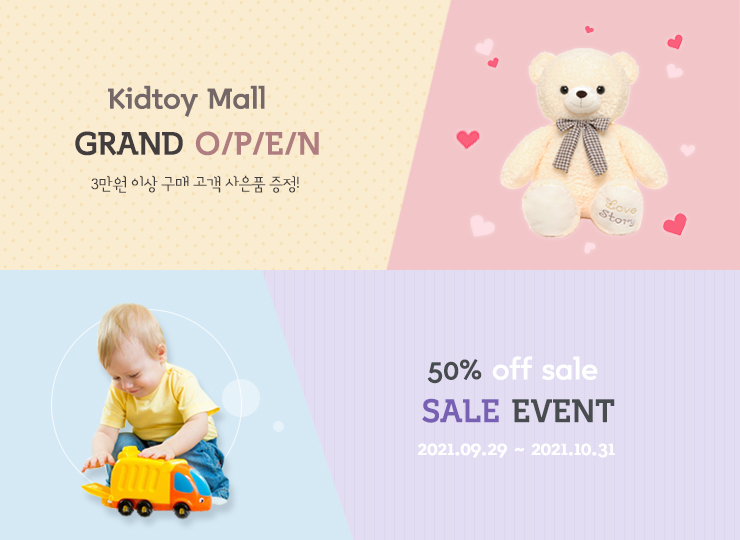 Kidtoy Mall
GRAND O/P/E/N
3만원 이상 구매 고객 사은품 증정!
Love
Story
50% off sale
SALE EVENT
2021.09.29 ~ 2021.10.31